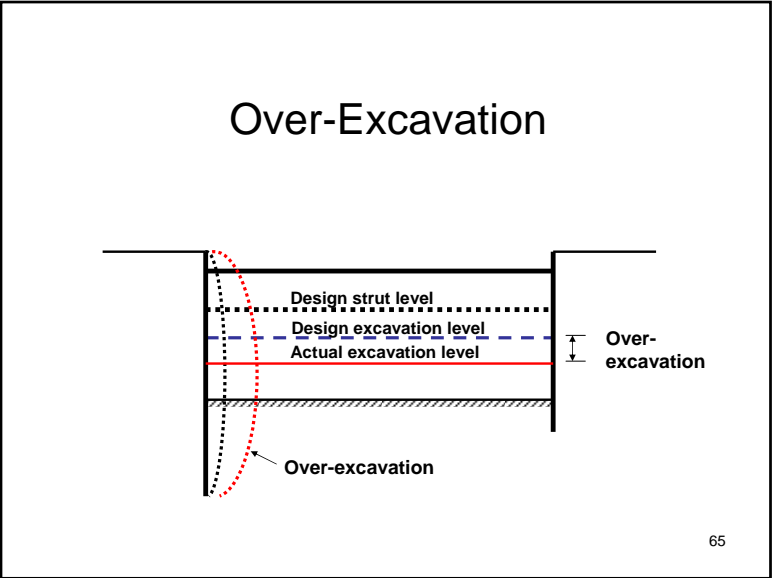 Over-Excavation
Design strut level
Design excavation level
Actual excavation level
Over-
excavation
Over-excavation
65